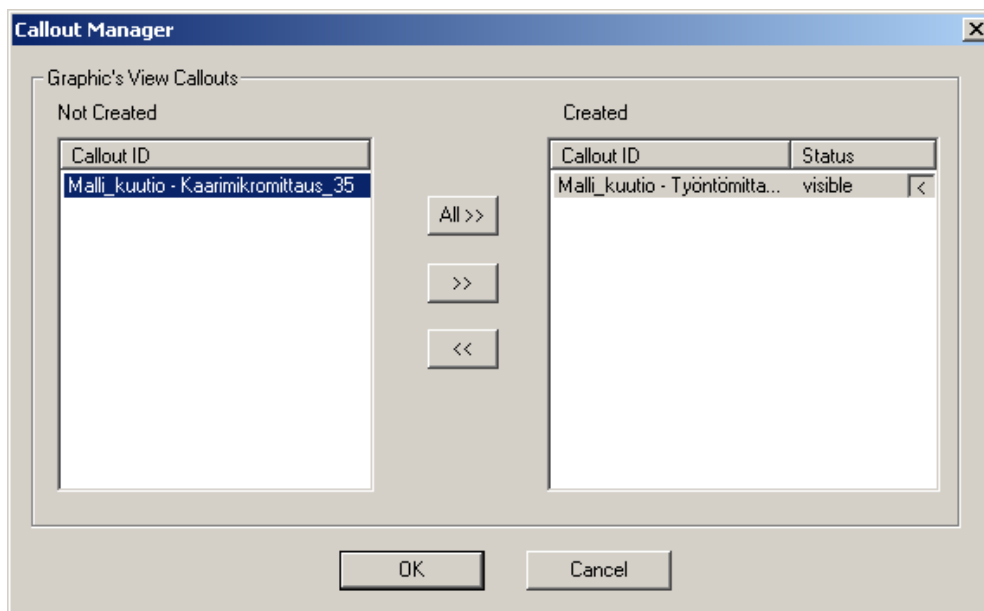 Callout Manager
Graphic's View Callouts
Not Created
Created
Callout ID
Callout ID Status
Malli_kuutio - Kaarimikromittaus_35
Malli_kuutio - Työntömitta... visible <
All >>
>>
<<
OK
Cancel